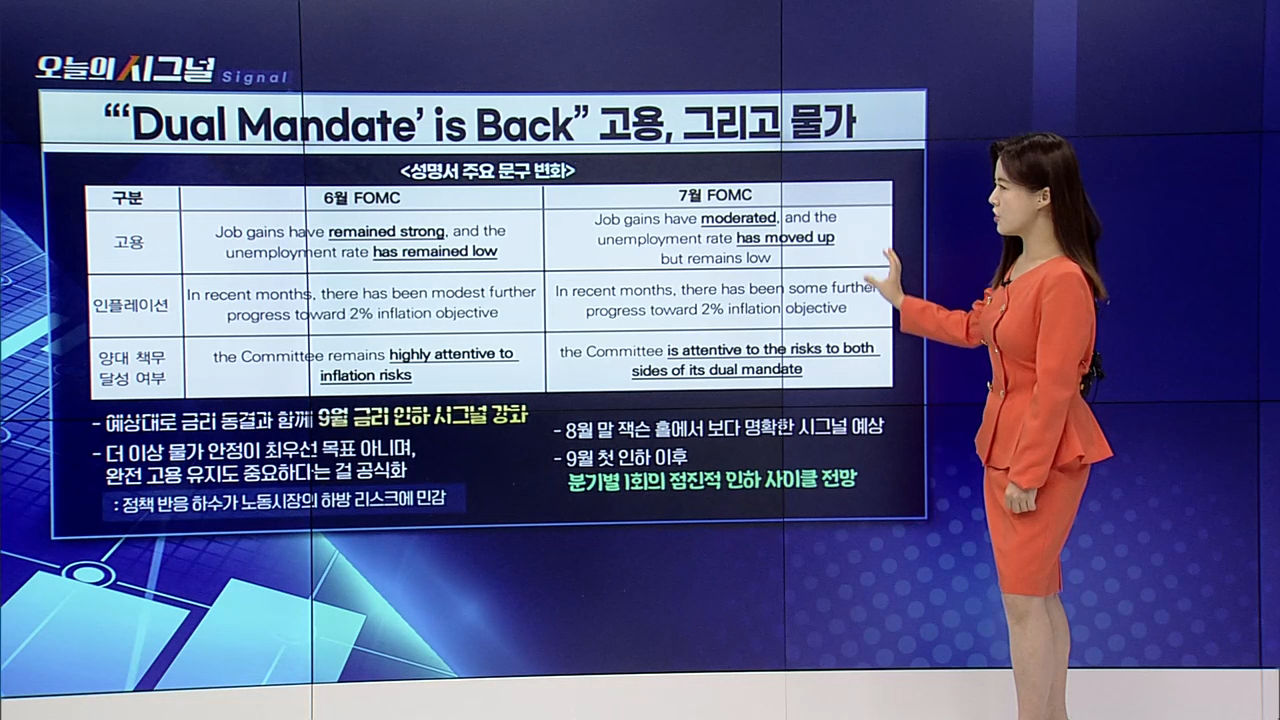 오늘의 시그널 Signal
“‘Dual Mandate’ is Back” 고용, 그리고 물가
<성명서 주요 문구 변화>
구분 6월 FOMC 7월 FOMC
고용
Job gains have remained strong, and the
unemployment rate has remained low
Job gains have moderated, and the
unemployment rate has moved up
but remains low
인플레이션
In recent months, there has been modest further
progress toward 2% inflation objective
In recent months, there has been some further
progress toward 2% inflation objective
양대 책무
달성 여부
the Committee remains highly attentive to
inflation risks
the Committee is attentive to the risks to both
sides of its dual mandate
- 예상대로 금리 동결과 함께 9월 금리 인하 시그널 강화
- 더 이상 물가 안정이 최우선 목표 아니며,
완전 고용 유지도 중요하다는 걸 공식화
: 정책 반응 하수가 노동시장의 하방 리스크에 민감
- 8월 말 잭슨 홀에서 보다 명확한 시그널 예상
- 9월 첫 인하 이후
분기별 1회의 점진적 인하 사이클 전망